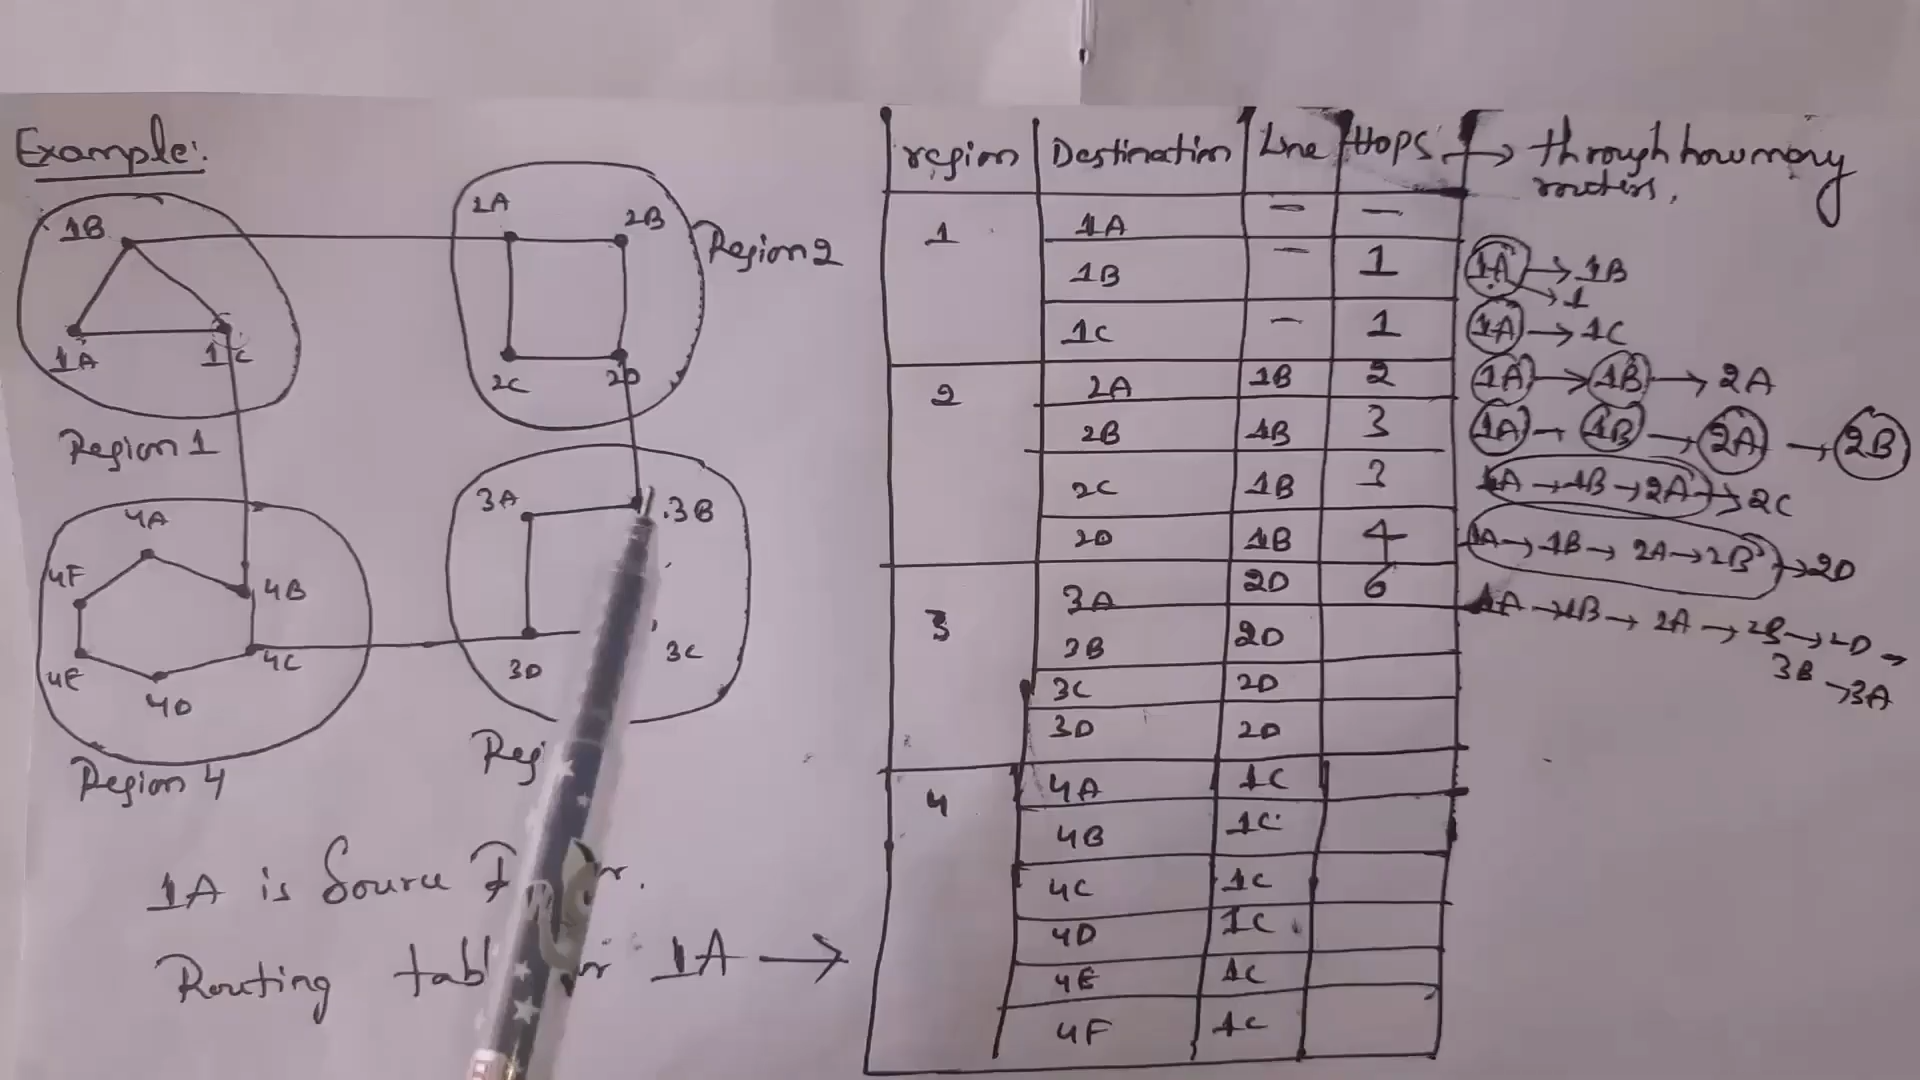 Example:
1B
1A
1C
Region 1
2A
2B
2C
2D
Region 2
4A
4F
4B
4E
4C
4D
Region 4
3A
3B
3D
3C
Reg
1A is Source
Routing tab 1A →
region Destination Line Hops → through how many
routers,
1 1A — —
1B — 1 1A → 1B
→ 1
1C — 1 1A → 1C
2 2A 1B 2 1A → 1B → 2A
2B 1B 3 1A → 1B → 2A → 2B
2C 1B 3 1A → 1B → 2A → 2C
2D 1B 4 1A → 1B → 2A → 2B → 2D
3 3A 2D 6 1A → 1B → 2A → 2B → 2D →
3B → 3A
3B 2D
3C 2D
3D 2D
4 4A 1C
4B 1C
4C 1C
4D 1C
4E 1C
4F 1C